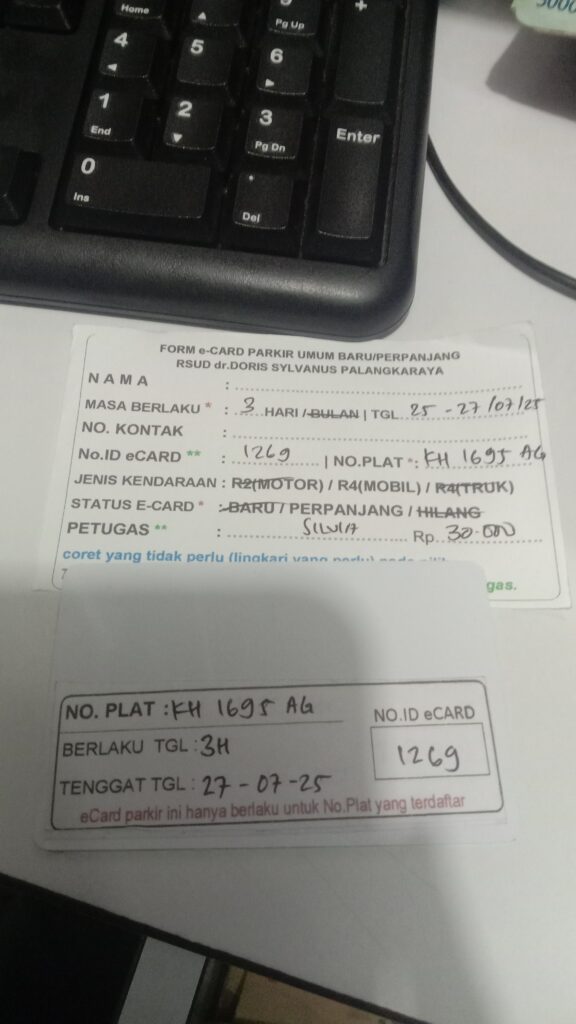 Home
9
Pg Up
+
4
5
6
1
End
2
3
Pg Dn
Enter
0
Ins
.
Del
5000
FORM e-CARD PARKIR UMUM BARU/PERPANJANG
RSUD dr.DORIS SYLVANUS PALANGKARAYA
NAMA : ........
MASA BERLAKU * : 3 HARI / BULAN | TGL. 25 - 27 /07/25
NO. KONTAK : ........
No.ID eCARD ** : 1269 | NO.PLAT *: KH 1695 AG
JENIS KENDARAAN : R2(MOTOR) / R4(MOBIL) / R4(TRUK)
STATUS E-CARD * : BARU / PERPANJANG / HILANG
PETUGAS ** : SILVIA Rp. 30.000
coret yang tidak perlu (lingkari yang perlu)
gas.
NO. PLAT : KH 1695 AG
NO.ID eCARD
BERLAKU TGL : 3H
1269
TENGGAT TGL : 27 - 07 - 25
eCard parkir ini hanya berlaku untuk No.Plat yang terdaftar